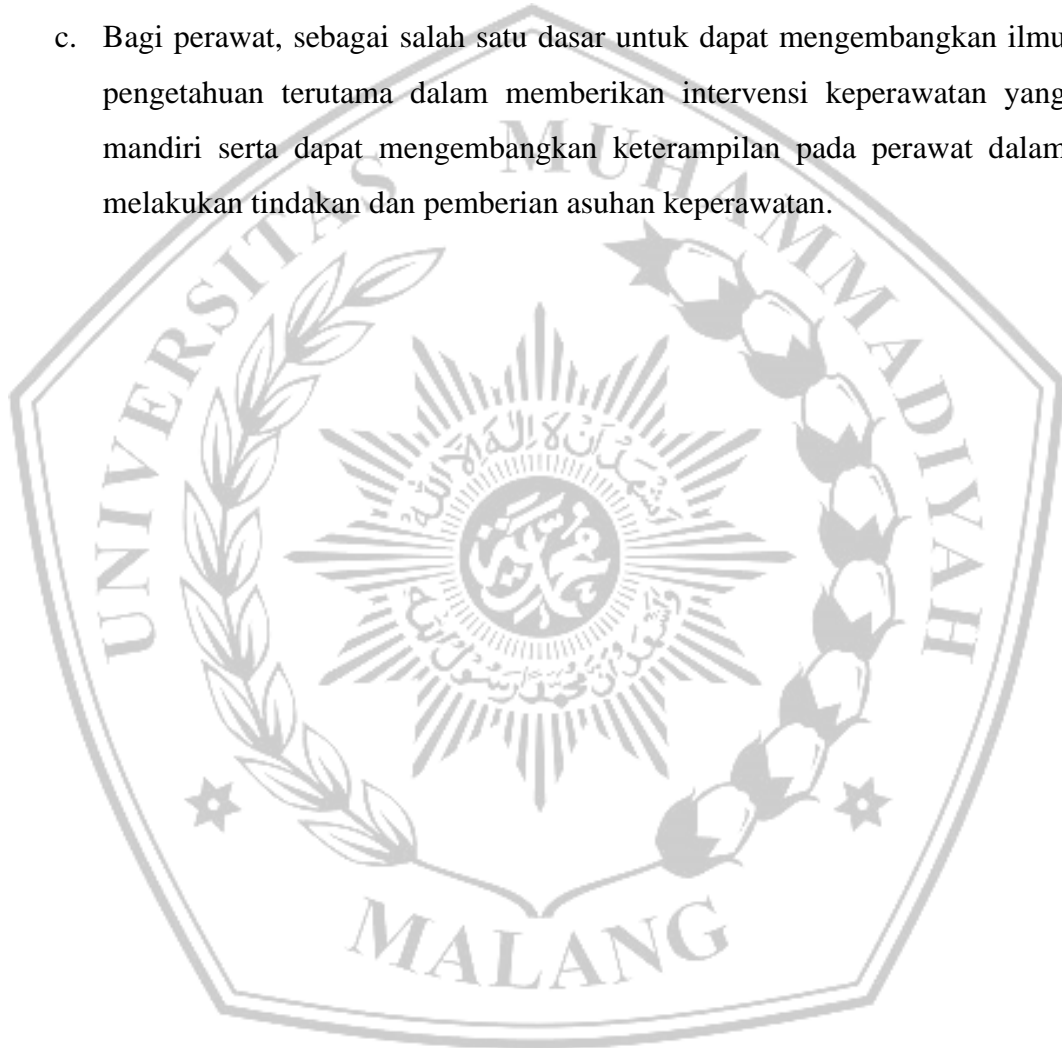 c. Bagi perawat, sebagai salah satu dasar untuk dapat mengembangkan ilmu
pengetahuan terutama dalam memberikan intervensi keperawatan yang
mandiri serta dapat mengembangkan keterampilan pada perawat dalam
melakukan tindakan dan pemberian asuhan keperawatan.
UNIVERSITAS MUHAMMADIYAH
MALANG